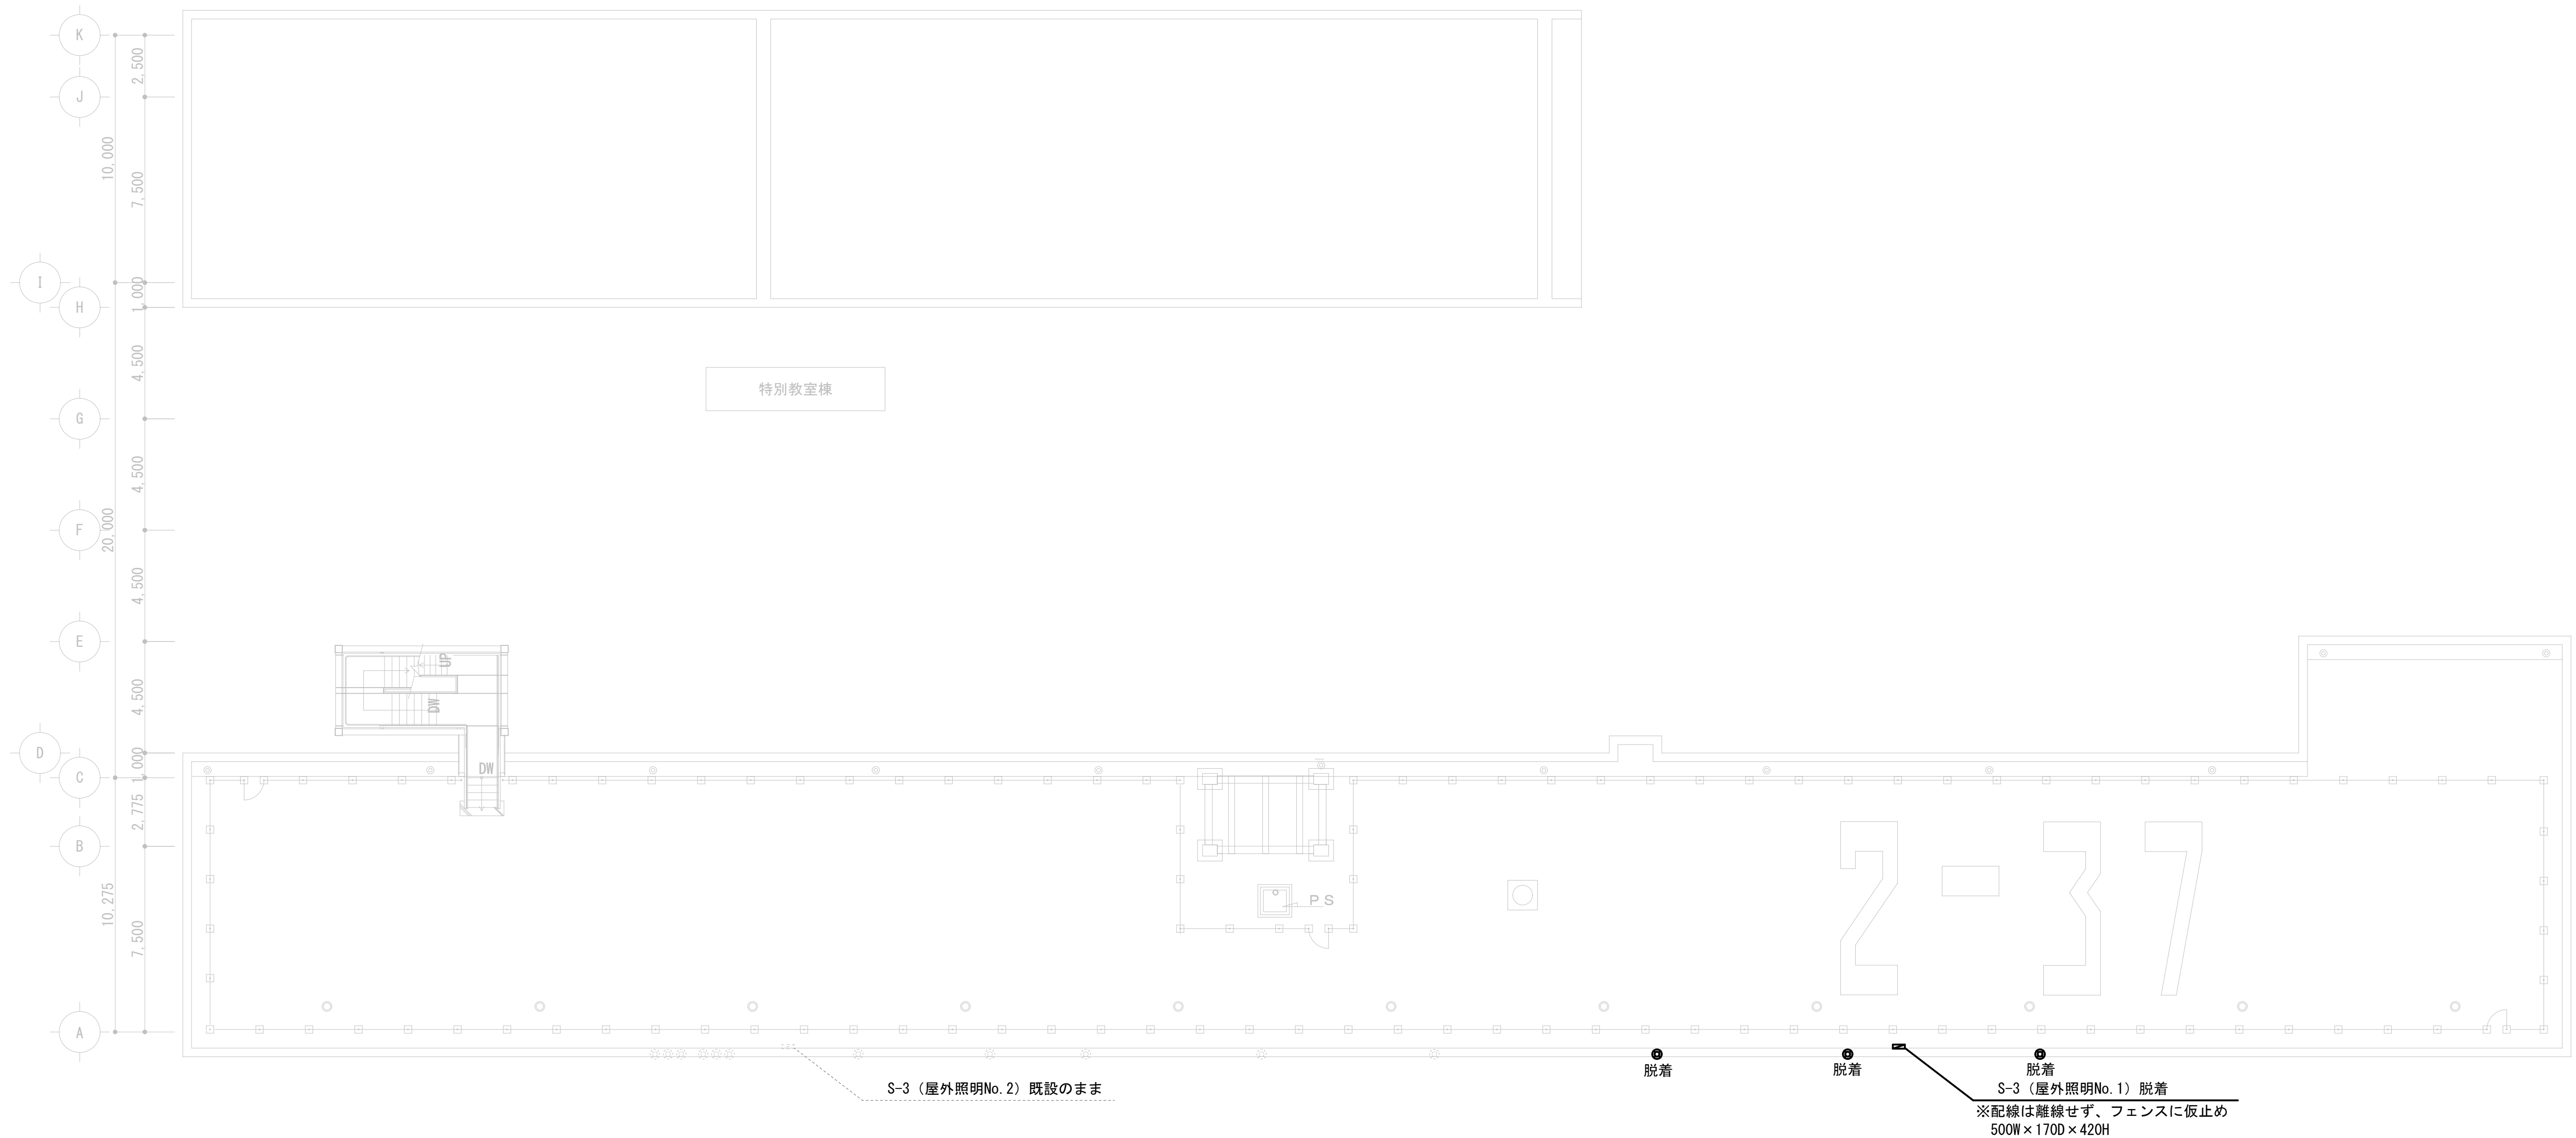 K
2,500
J
10,000
7,500
I
1,000
H
4,500
特別教室棟
G
4,500
F
20,000
4,500
E
UP
4,500
DW
D
1,000
C
DW
2,775
B
2-37
PS
10,275
7,500
A
脱着
脱着
脱着
S-3（屋外照明No.2）既設のまま
S-3（屋外照明No.1）脱着
※配線は離線せず、フェンスに仮止め
500W×170D×420H